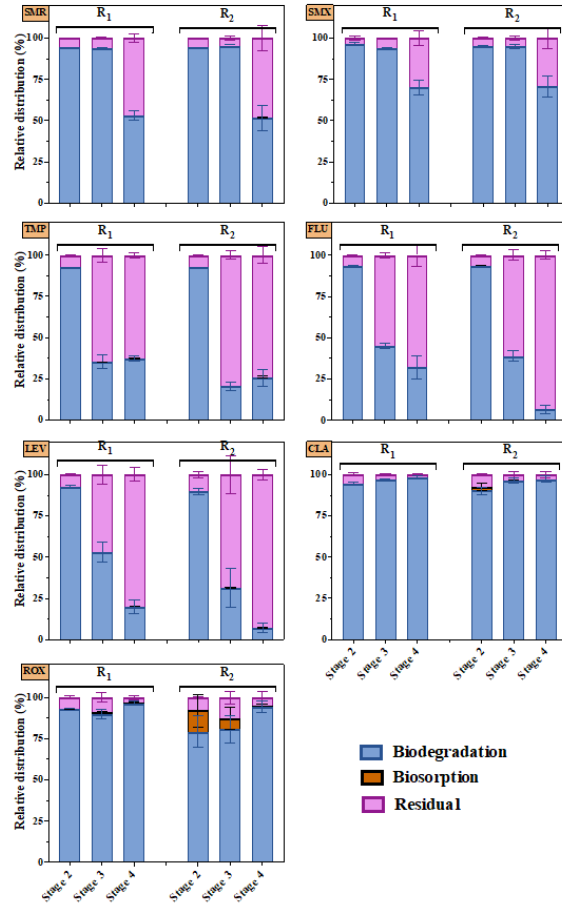 SMR
R1
R2
Relative distribution (%)
100
75
50
25
0
SMX
R1
R2
100
75
50
25
0
TMP
R1
R2
Relative distribution (%)
100
75
50
25
0
FLU
R1
R2
100
75
50
25
0
LEV
R1
R2
Relative distribution (%)
100
75
50
25
0
CLA
R1
R2
100
75
50
25
0
Stage 2
Stage 3
Stage 4
Stage 2
Stage 3
Stage 4
ROX
R1
R2
Relative distribution (%)
100
75
50
25
0
Stage 2
Stage 3
Stage 4
Stage 2
Stage 3
Stage 4
Biodegradation
Biosorption
Residual